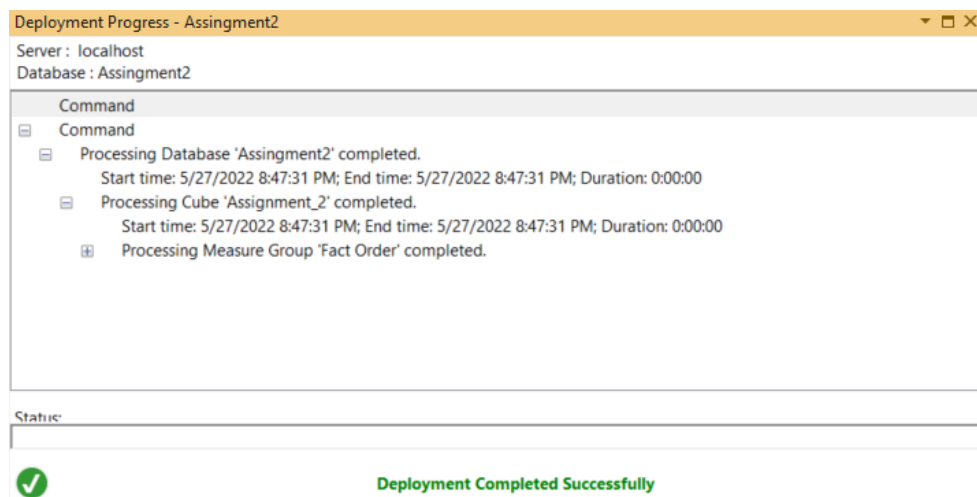 Deployment Progress - Assingment2
Server : localhost
Database : Assingment2
Command
Command
Processing Database 'Assingment2' completed.
Start time: 5/27/2022 8:47:31 PM; End time: 5/27/2022 8:47:31 PM; Duration: 0:00:00
Processing Cube 'Assignment_2' completed.
Start time: 5/27/2022 8:47:31 PM; End time: 5/27/2022 8:47:31 PM; Duration: 0:00:00
Processing Measure Group 'Fact Order' completed.
Status:
Deployment Completed Successfully